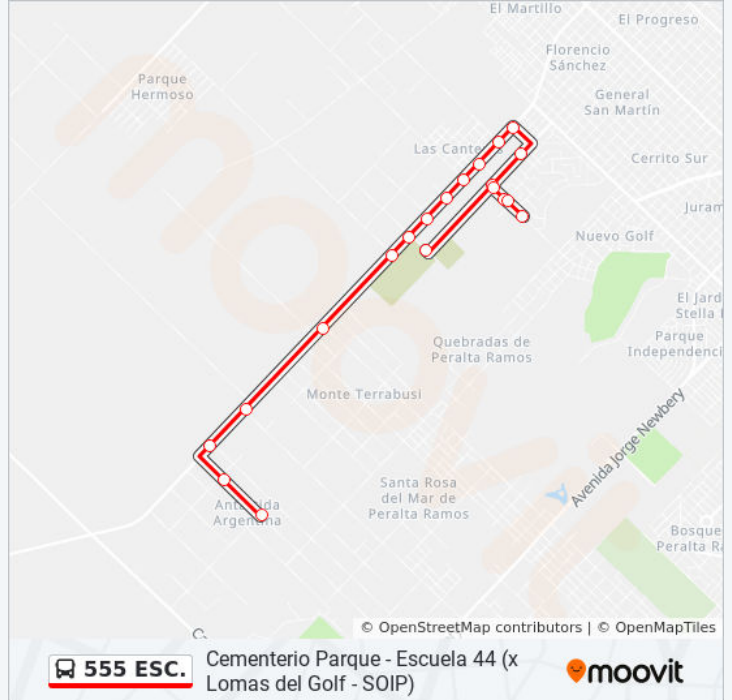 El Martillo
El Progreso
Florencio
Sánchez
Parque
Hermoso
General
San Martín
Las Cante
Cerrito Sur
Juram
Nuevo Golf
El Jard
Stella
Quebradas de
Peralta Ramos
Parque
Independenci
Monte Terrabusi
Avenida Jorge Newbery
Santa Rosa
del Mar de
Peralta Ramos
Antártida
Argentina
Bosque
Peralta Ra
moovit
© OpenStreetMap contributors | © OpenMapTiles
555 ESC.
Cementerio Parque - Escuela 44 (x
Lomas del Golf - SOIP)
moovit